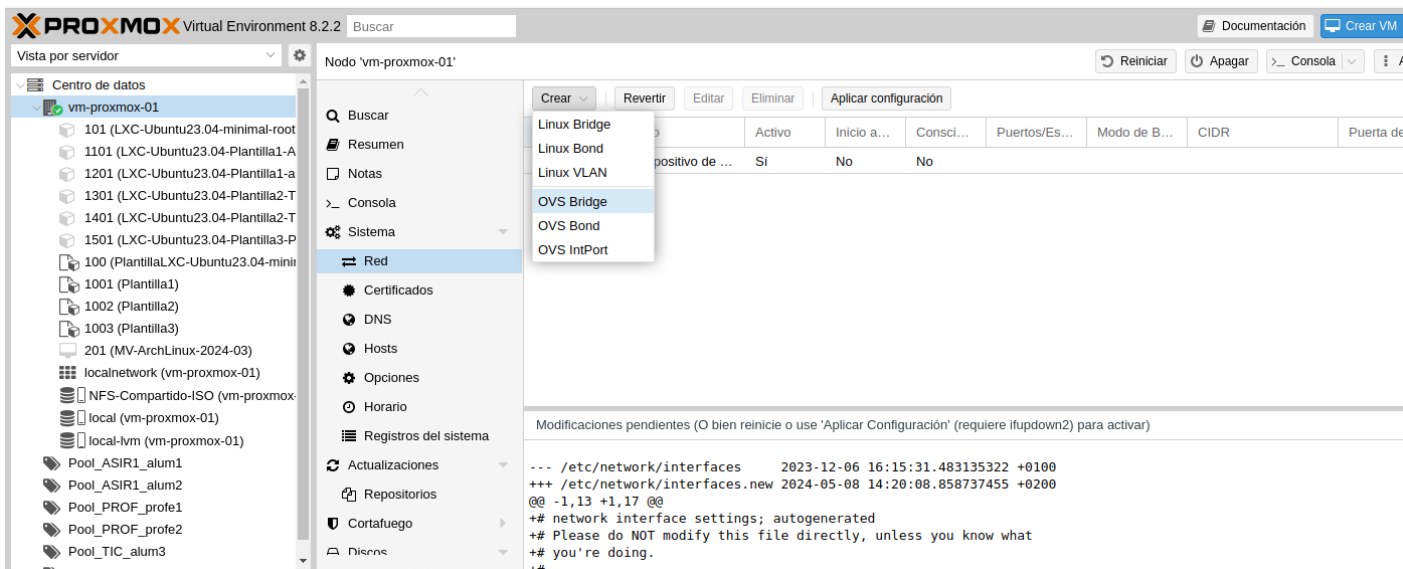 PROXMOX Virtual Environment 8.2.2 Buscar Documentación Crear VM
Vista por servidor
Centro de datos
vm-proxmox-01
101 (LXC-Ubuntu23.04-minimal-root
1101 (LXC-Ubuntu23.04-Plantilla1-A
1201 (LXC-Ubuntu23.04-Plantilla1-a
1301 (LXC-Ubuntu23.04-Plantilla2-T
1401 (LXC-Ubuntu23.04-Plantilla2-T
1501 (LXC-Ubuntu23.04-Plantilla3-P
100 (PlantillaLXC-Ubuntu23.04-minir
1001 (Plantilla1)
1002 (Plantilla2)
1003 (Plantilla3)
201 (MV-ArchLinux-2024-03)
localnetwork (vm-proxmox-01)
NFS-Compartido-ISO (vm-proxmox-
local (vm-proxmox-01)
local-lvm (vm-proxmox-01)
Pool_ASIR1_alum1
Pool_ASIR1_alum2
Pool_PROF_profe1
Pool_PROF_profe2
Pool_TIC_alum3
Nodo 'vm-proxmox-01' Reiniciar Apagar >_ Consola A
Buscar
Resumen
Notas
>_ Consola
Sistema
Red
Certificados
DNS
Hosts
Opciones
Horario
Registros del sistema
Actualizaciones
Repositorios
Cortafuego
Discos
Crear Revertir Editar Eliminar Aplicar configuración
Linux Bridge
Linux Bond
Linux VLAN
OVS Bridge
OVS Bond
OVS IntPort
o Activo Inicio a... Consci... Puertos/Es... Modo de B... CIDR Puerta de
positivo de ... Sí No No
Modificaciones pendientes (O bien reinicie o use 'Aplicar Configuración' (requiere ifupdown2) para activar)
--- /etc/network/interfaces 2023-12-06 16:15:31.483135322 +0100
+++ /etc/network/interfaces.new 2024-05-08 14:20:08.858737455 +0200
@@ -1,13 +1,17 @@
+# network interface settings; autogenerated
+# Please do NOT modify this file directly, unless you know what
+# you're doing.
+#